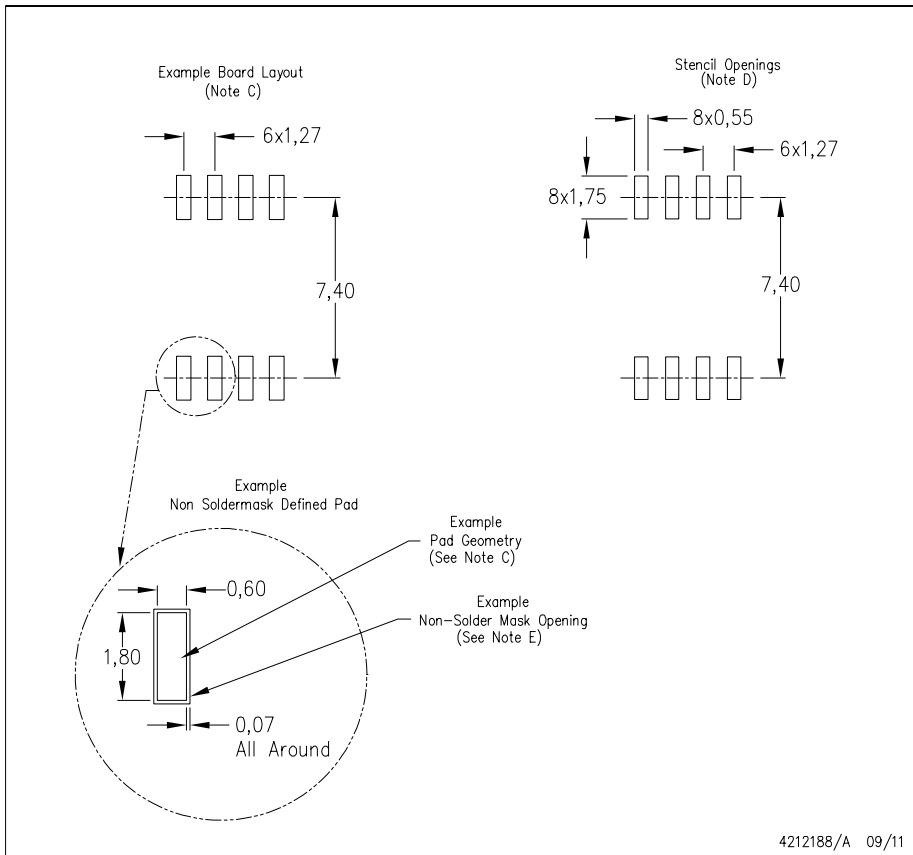 Example Board Layout
(Note C)
6x1,27
7,40
Stencil Openings
(Note D)
8x0,55
6x1,27
8x1,75
7,40
Example
Non Soldermask Defined Pad
Example
Pad Geometry
(See Note C)
0,60
Example
Non-Solder Mask Opening
(See Note E)
1,80
0,07
All Around
4212188/A 09/11